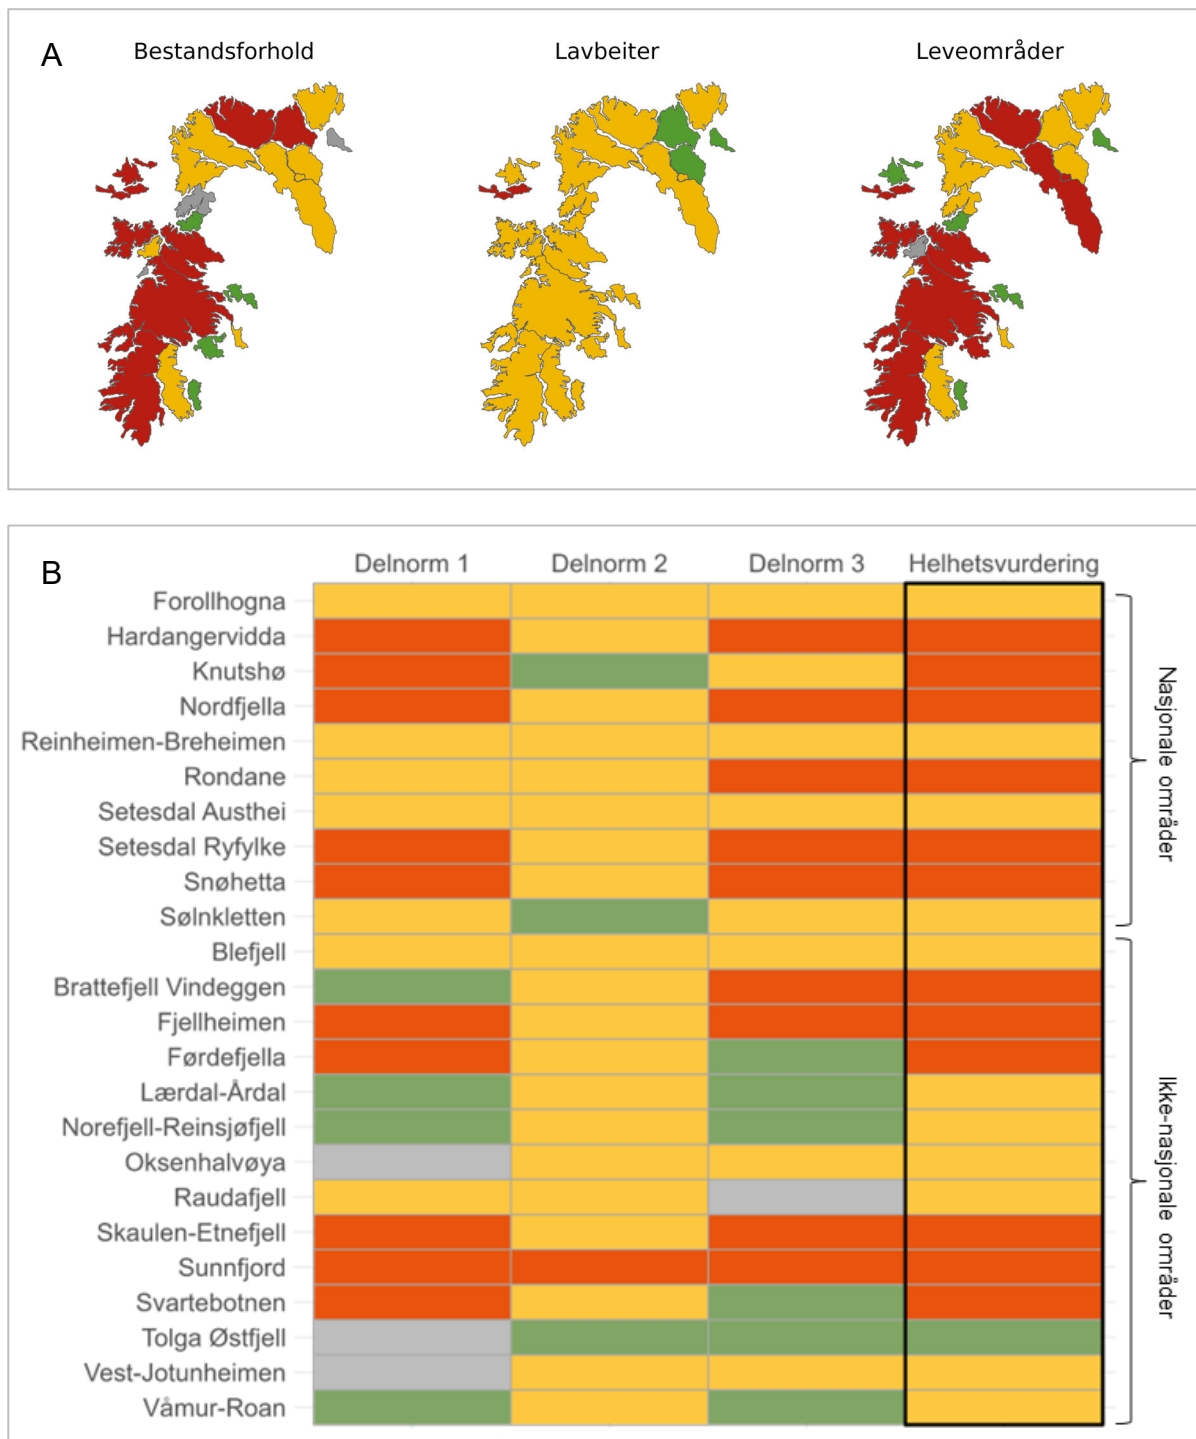 A
Bestandsforhold
Lavbeiter
Leveområder
B
Delnorm 1
Delnorm 2
Delnorm 3
Helhetsvurdering
Forollhogna
Hardangervidda
Knutshø
Nordfjella
Reinheimen-Breheimen
Rondane
Setesdal Austhei
Setesdal Ryfylke
Snøhetta
Sølnkletten
Blefjell
Brattefjell Vindeggen
Fjellheimen
Førdefjella
Lærdal-Årdal
Norefjell-Reinsjøfjell
Oksenhalvøya
Raudafjell
Skaulen-Etnefjell
Sunnfjord
Svartebotnen
Tolga Østfjell
Vest-Jotunheimen
Våmur-Roan
Nasjonale områder
Ikke-nasjonale områder